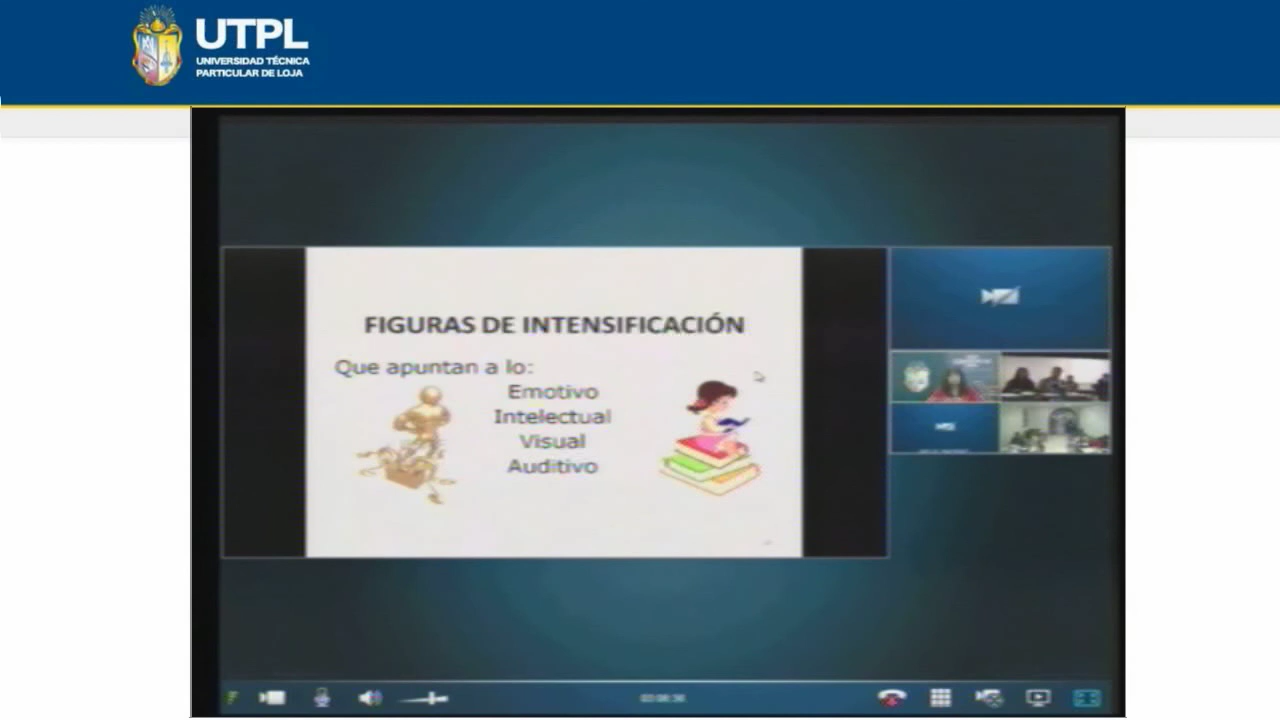 UTPL
UNIVERSIDAD TÉCNICA
PARTICULAR DE LOJA
FIGURAS DE INTENSIFICACIÓN
Que apuntan a lo:
Emotivo
Intelectual
Visual
Auditivo